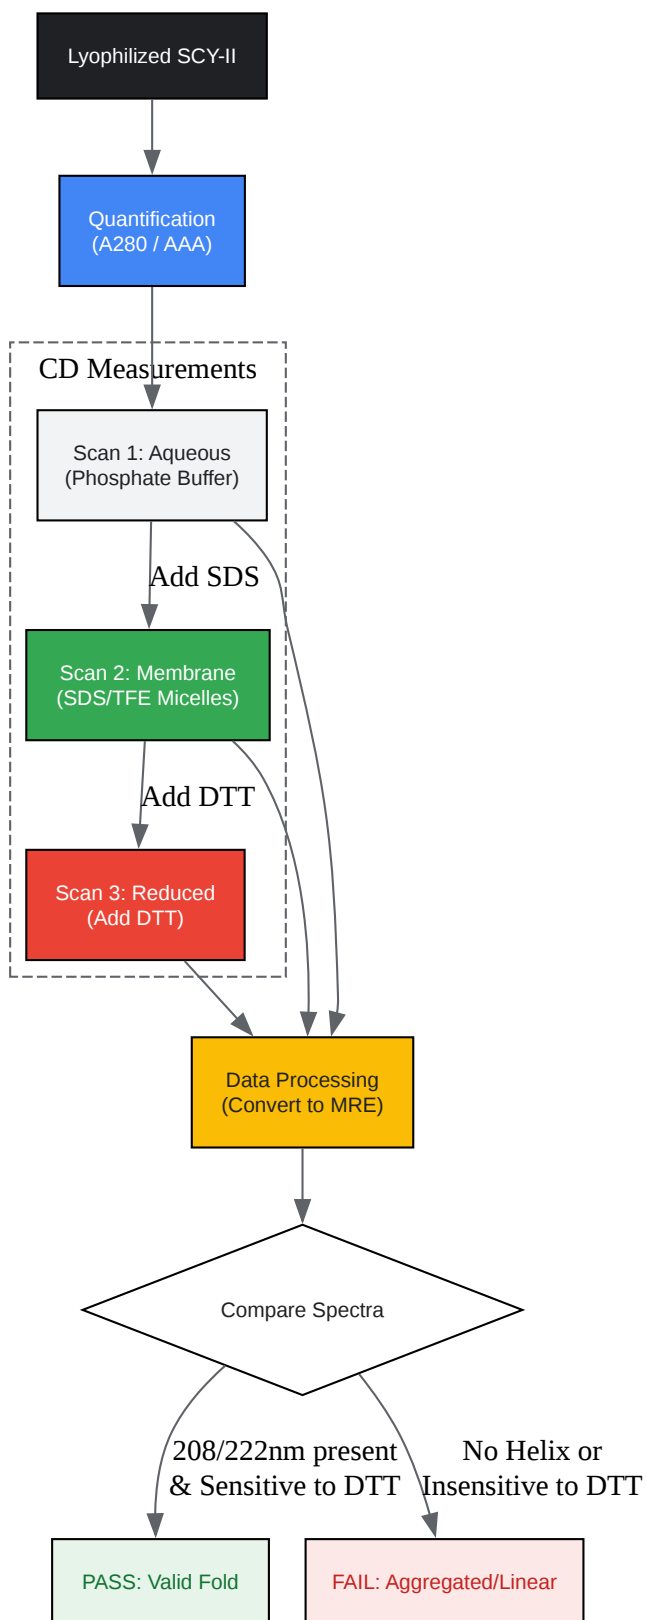 Lyophilized SCY-II
Quantification
(A280 / AAA)
CD Measurements
Scan 1: Aqueous
(Phosphate Buffer)
Add SDS
Scan 2: Membrane
(SDS/TFE Micelles)
Add DTT
Scan 3: Reduced
(Add DTT)
Data Processing
(Convert to MRE)
Compare Spectra
208/222nm present
& Sensitive to DTT
No Helix or
Insensitive to DTT
PASS: Valid Fold
FAIL: Aggregated/Linear